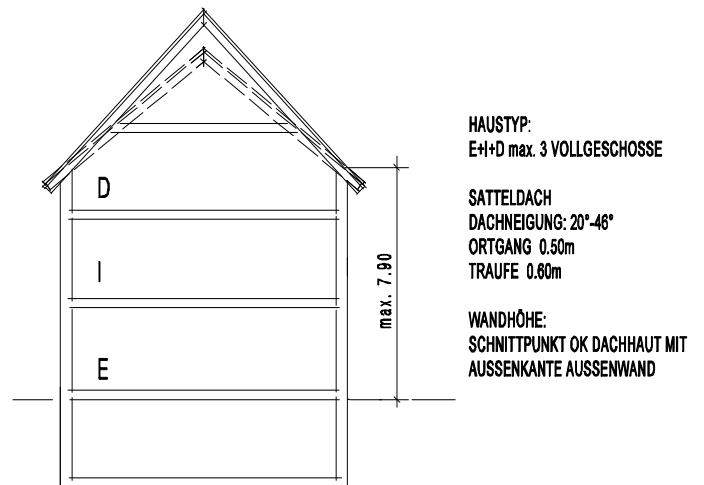 HAUSTYP:
E+I+D max. 3 VOLLGESCHOSSE
SATTELDACH
DACHNEIGUNG: 20°-46°
ORTGANG 0.50m
TRAUFE 0.60m
WANDHÖHE:
SCHNITTPUNKT OK DACHHAUT MIT
AUSSENKANTE AUSSENWAND
D
I
E
max. 7.90